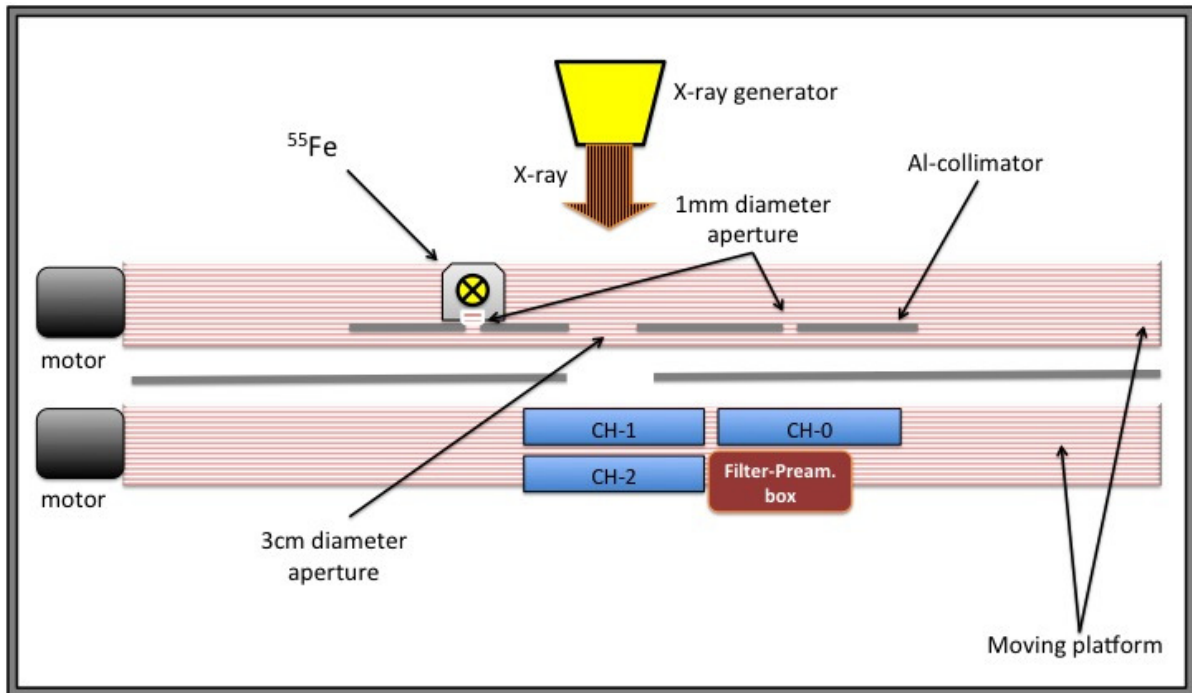 X-ray generator
⁵⁵Fe
X-ray
Al-collimator
1mm diameter
aperture
motor
CH-1
CH-0
CH-2
Filter-Pream.
box
motor
3cm diameter
aperture
Moving platform